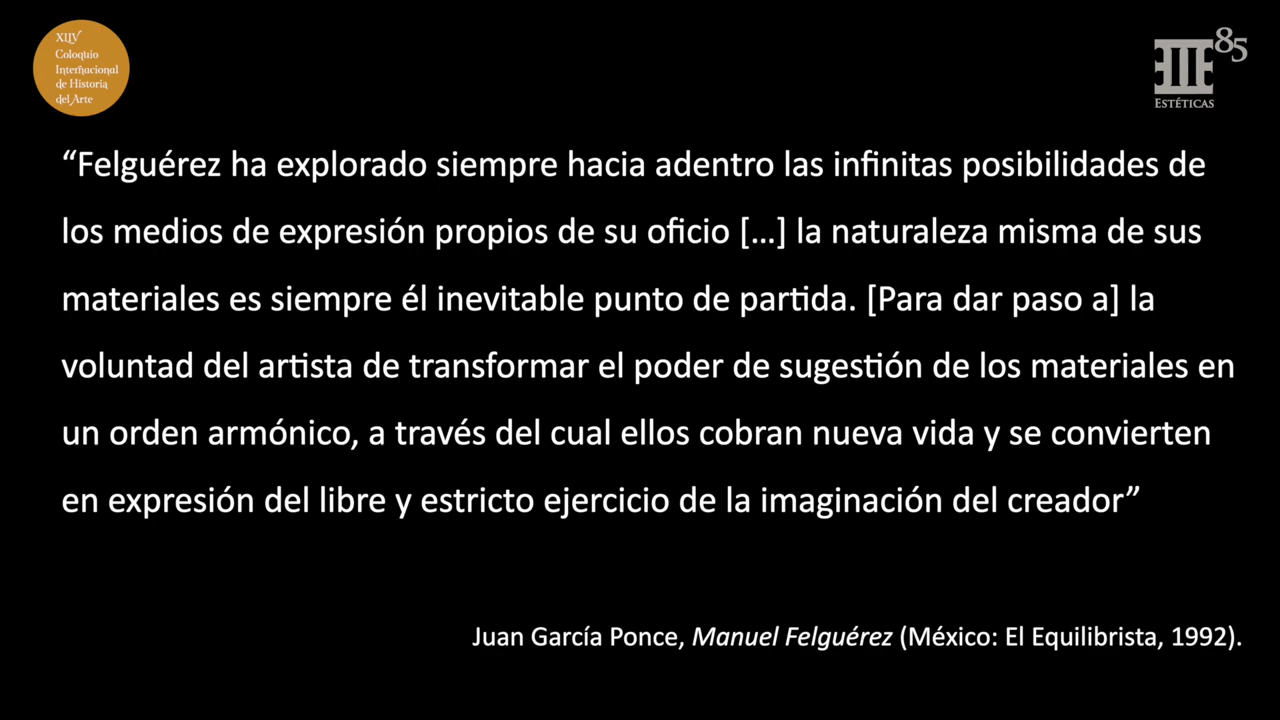 XLIV
Coloquio
Internacional
de Historia
del Arte
85
ESTÉTICAS
“Felguérez ha explorado siempre hacia adentro las infinitas posibilidades de
los medios de expresión propios de su oficio [...] la naturaleza misma de sus
materiales es siempre él inevitable punto de partida. [Para dar paso a] la
voluntad del artista de transformar el poder de sugestión de los materiales en
un orden armónico, a través del cual ellos cobran nueva vida y se convierten
en expresión del libre y estricto ejercicio de la imaginación del creador”
Juan García Ponce, Manuel Felguérez (México: El Equilibrista, 1992).